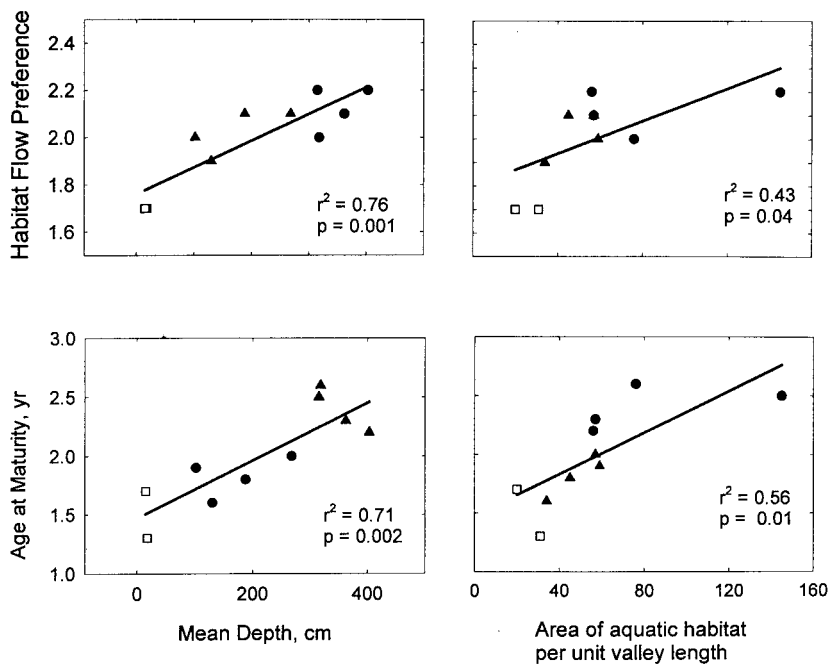 Habitat Flow Preference
2.4
2.2
2.0
1.8
1.6
r² = 0.76
p = 0.001
r² = 0.43
p = 0.04
Age at Maturity, yr
3.0
2.5
2.0
1.5
1.0
r² = 0.71
p = 0.002
r² = 0.56
p = 0.01
0 200 400
0 40 80 120 160
Mean Depth, cm
Area of aquatic habitat
per unit valley length